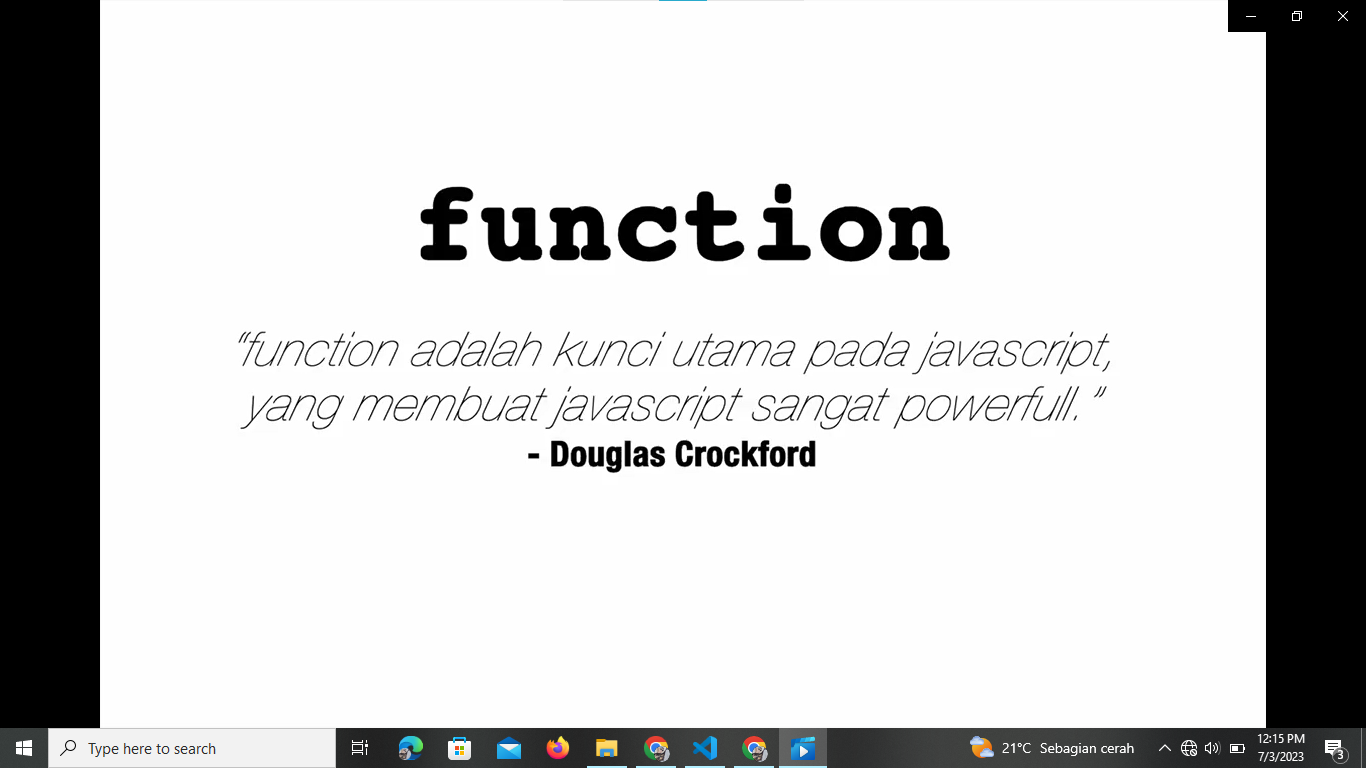 function
“function adalah kunci utama pada javascript,
yang membuat javascript sangat powerfull.”
- Douglas Crockford
Type here to search
21°C Sebagian cerah
12:15 PM
7/3/2023
3